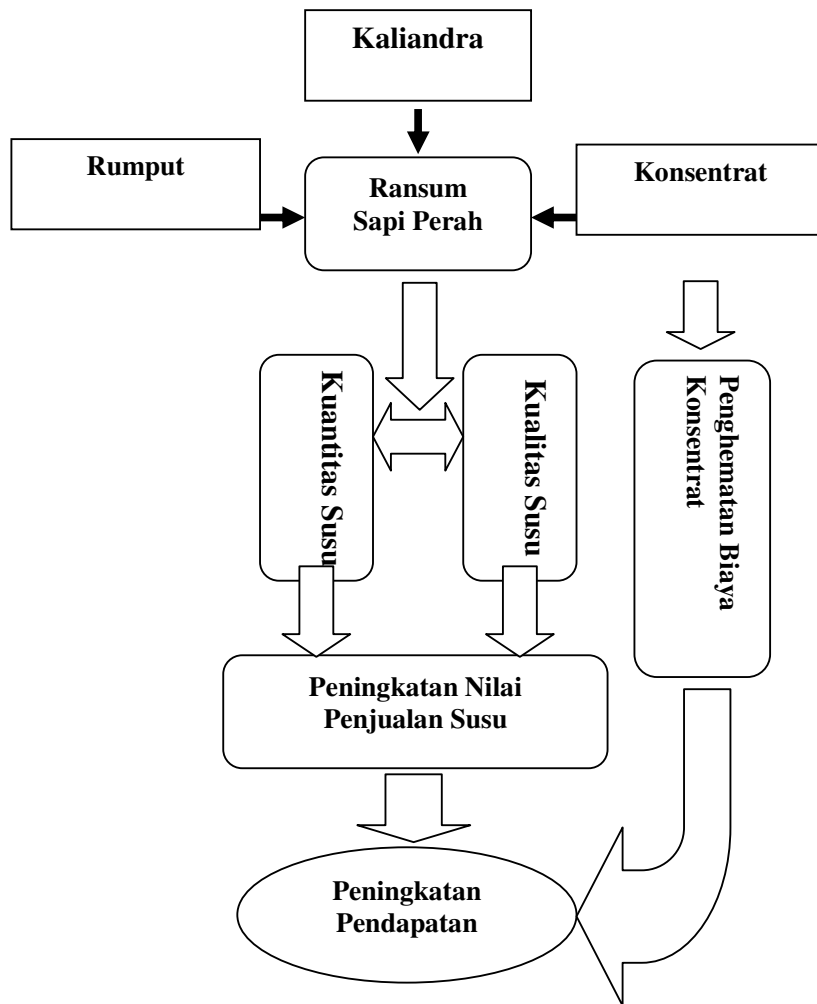 Kaliandra
Rumput
Ransum
Sapi Perah
Konsentrat
Kuantitas Susu
Kualitas Susu
Penghematan Biaya
Konsentrat
Peningkatan Nilai
Penjualan Susu
Peningkatan
Pendapatan